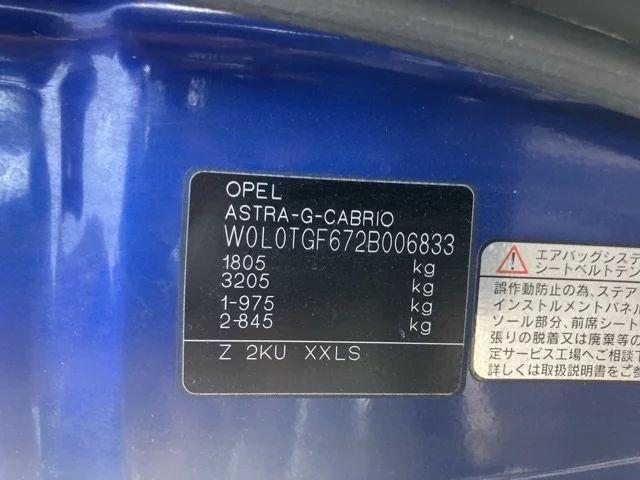 OPEL
ASTRA-G-CABRIO
W0L0TGF672B006833
1805 kg
3205 kg
1-975 kg
2-845 kg
Z 2KU XXLS
エアバッグシステ
シートベルトテン
誤作動防止の為、ステア
インストルメントパネル
ソール部分、前席シート
張りの脱着又は廃棄等の
定サービス工場へご相談下
詳しくは取扱説明書をご参